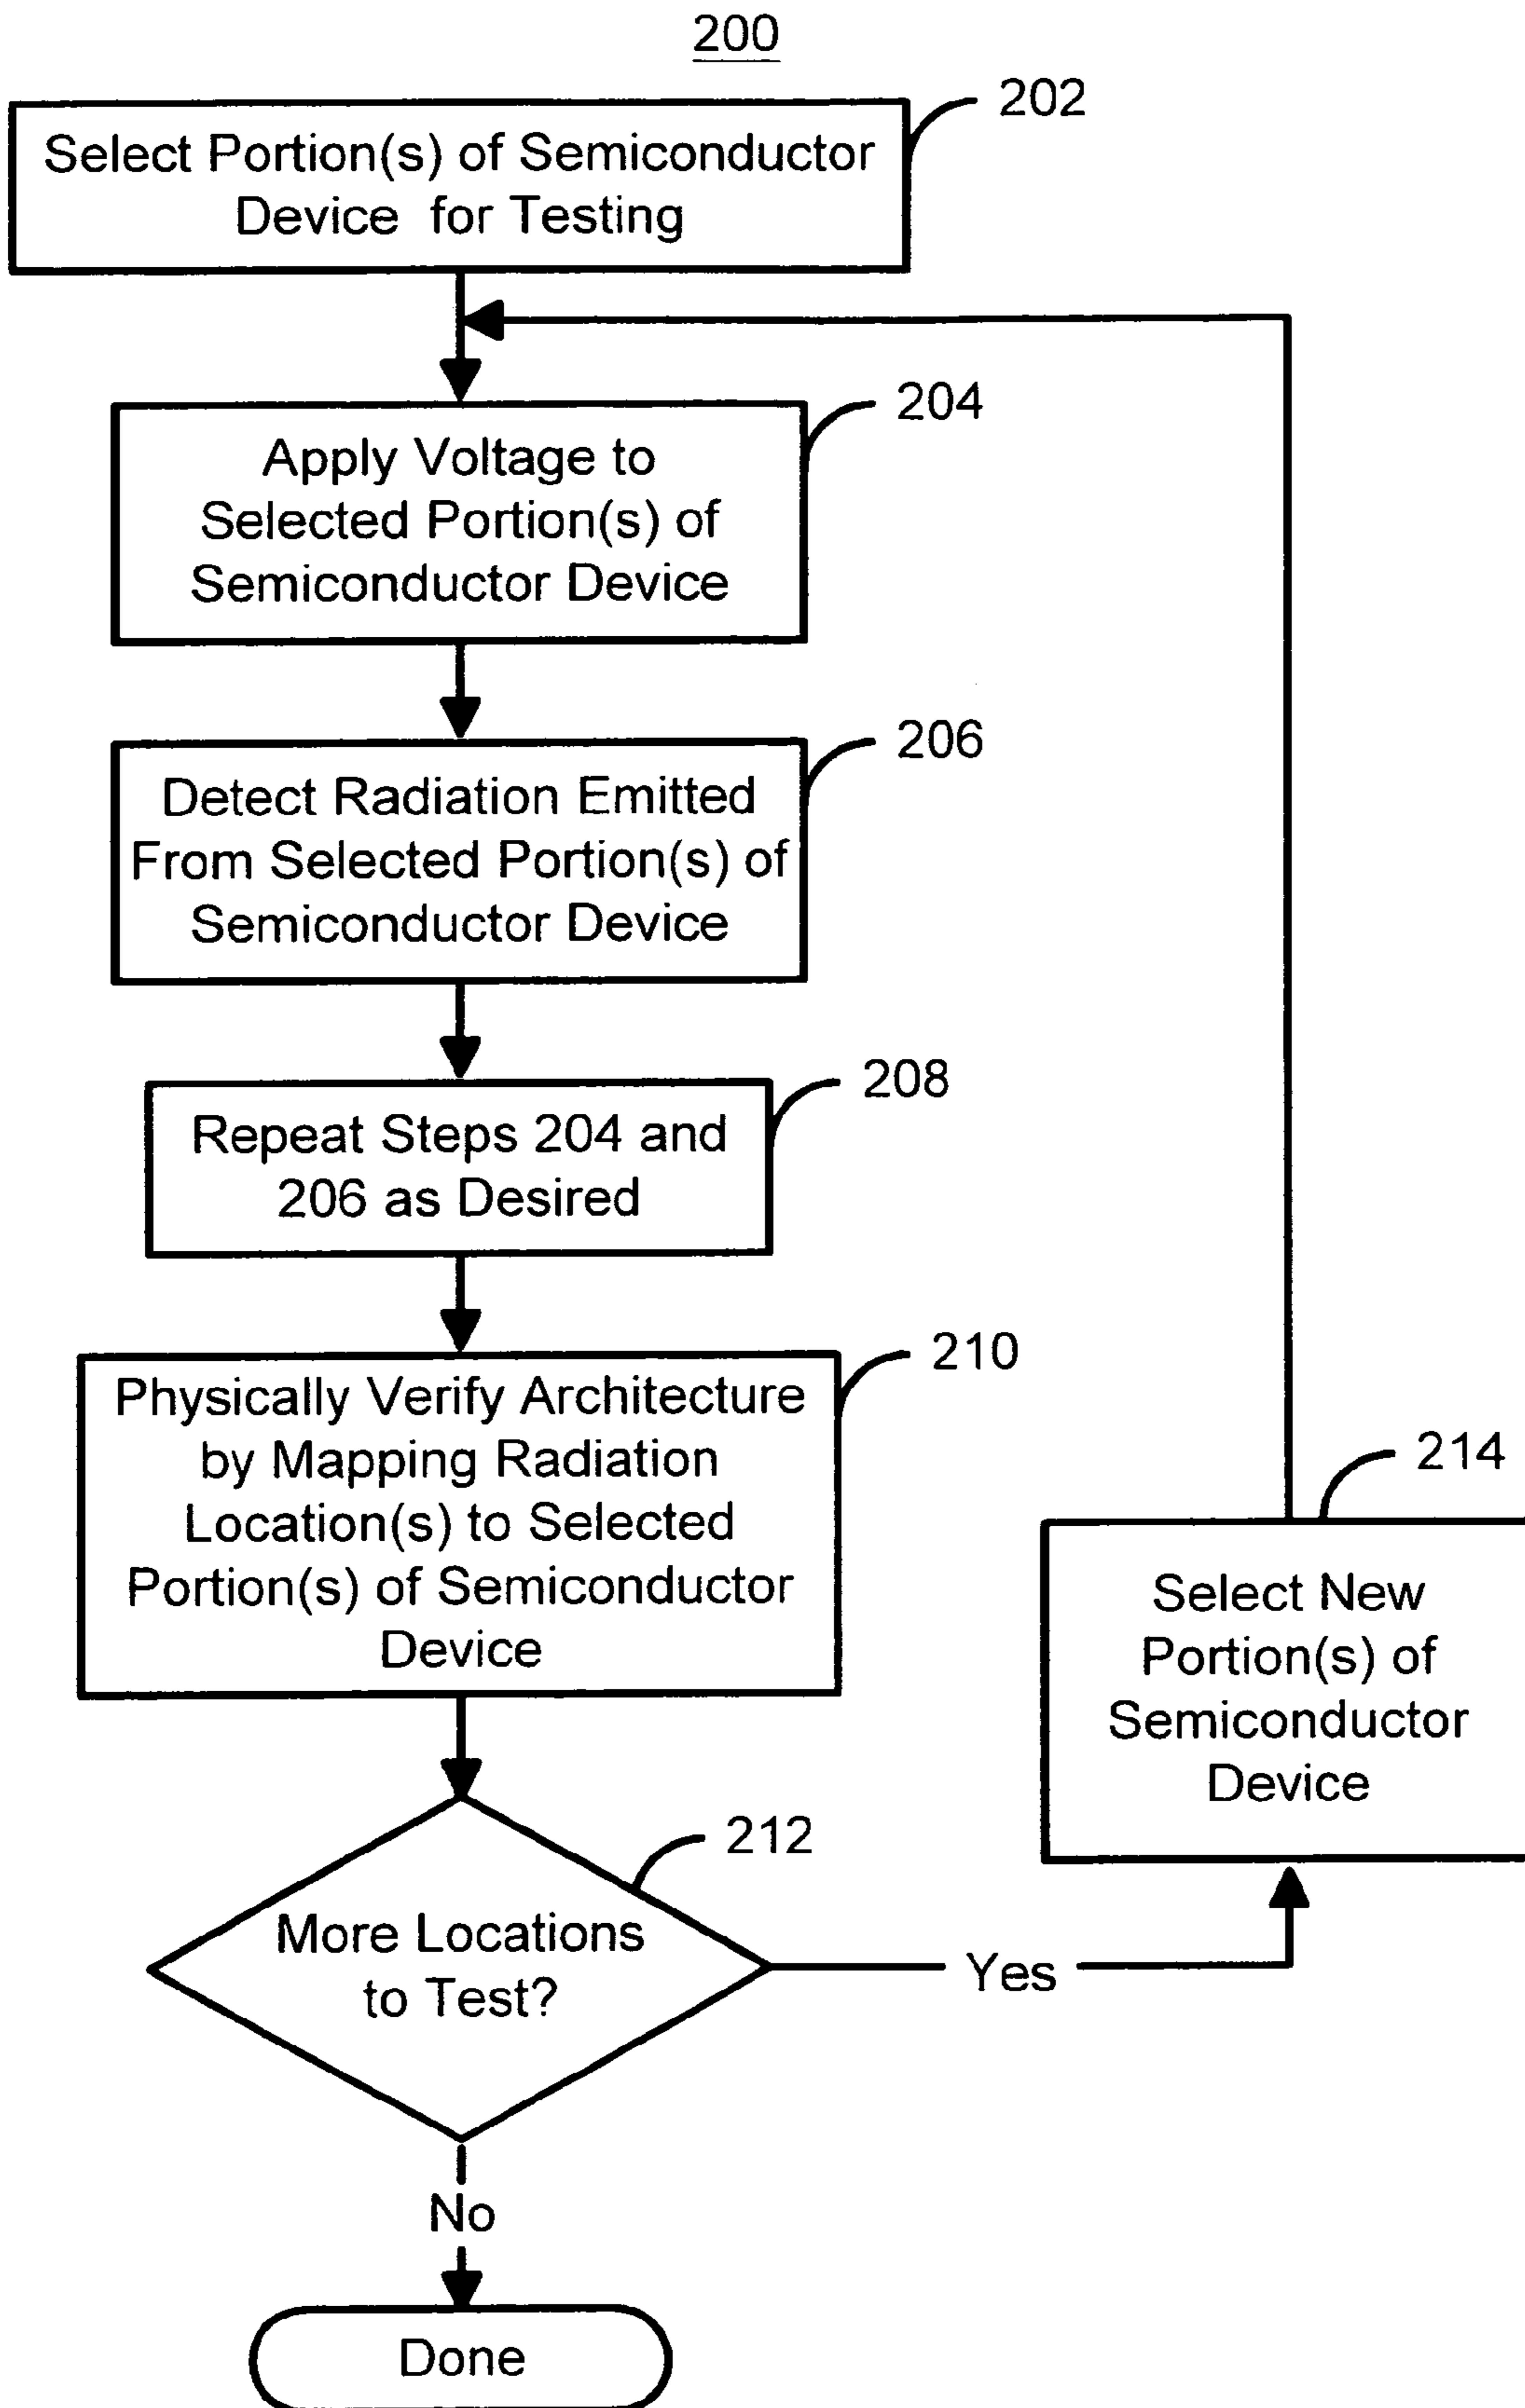 200
202
Select Portion(s) of Semiconductor
Device for Testing
204
Apply Voltage to
Selected Portion(s) of
Semiconductor Device
206
Detect Radiation Emitted
From Selected Portion(s) of
Semiconductor Device
208
Repeat Steps 204 and
206 as Desired
210
Physically Verify Architecture
by Mapping Radiation
Location(s) to Selected
Portion(s) of Semiconductor
Device
214
Select New
Portion(s) of
Semiconductor
Device
212
More Locations
to Test?
Yes
No
Done